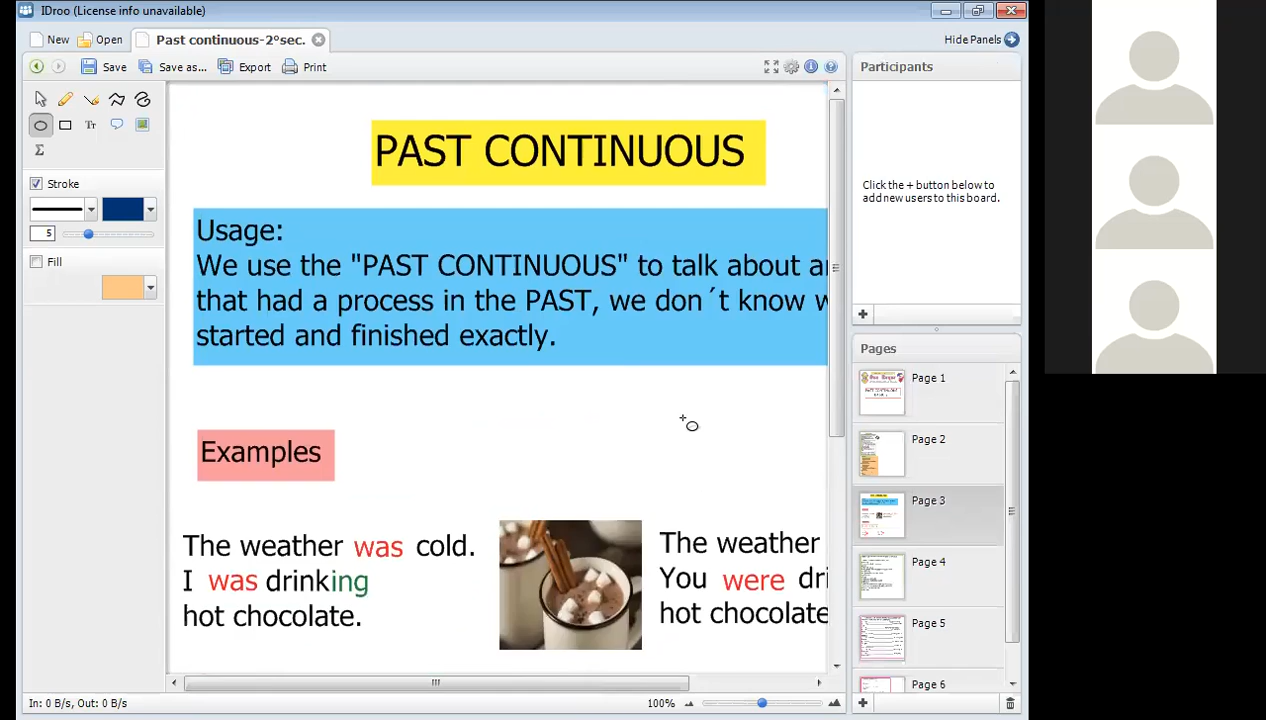 IDroo (License info unavailable)
New Open Past continuous-2°sec. Hide Panels
Save Save as... Export Print
Participants
Click the + button below to
add new users to this board.
Tr
Σ
Stroke
5
Fill
PAST CONTINUOUS
Usage:
We use the "PAST CONTINUOUS" to talk about
that had a process in the PAST, we don´t know
started and finished exactly.
Examples
The weather was cold.
I was drinking
hot chocolate.
The weather
You were dri
hot chocolate
Pages
Page 1
Page 2
Page 3
Page 4
Page 5
Page 6
In: 0 B/s, Out: 0 B/s
100%